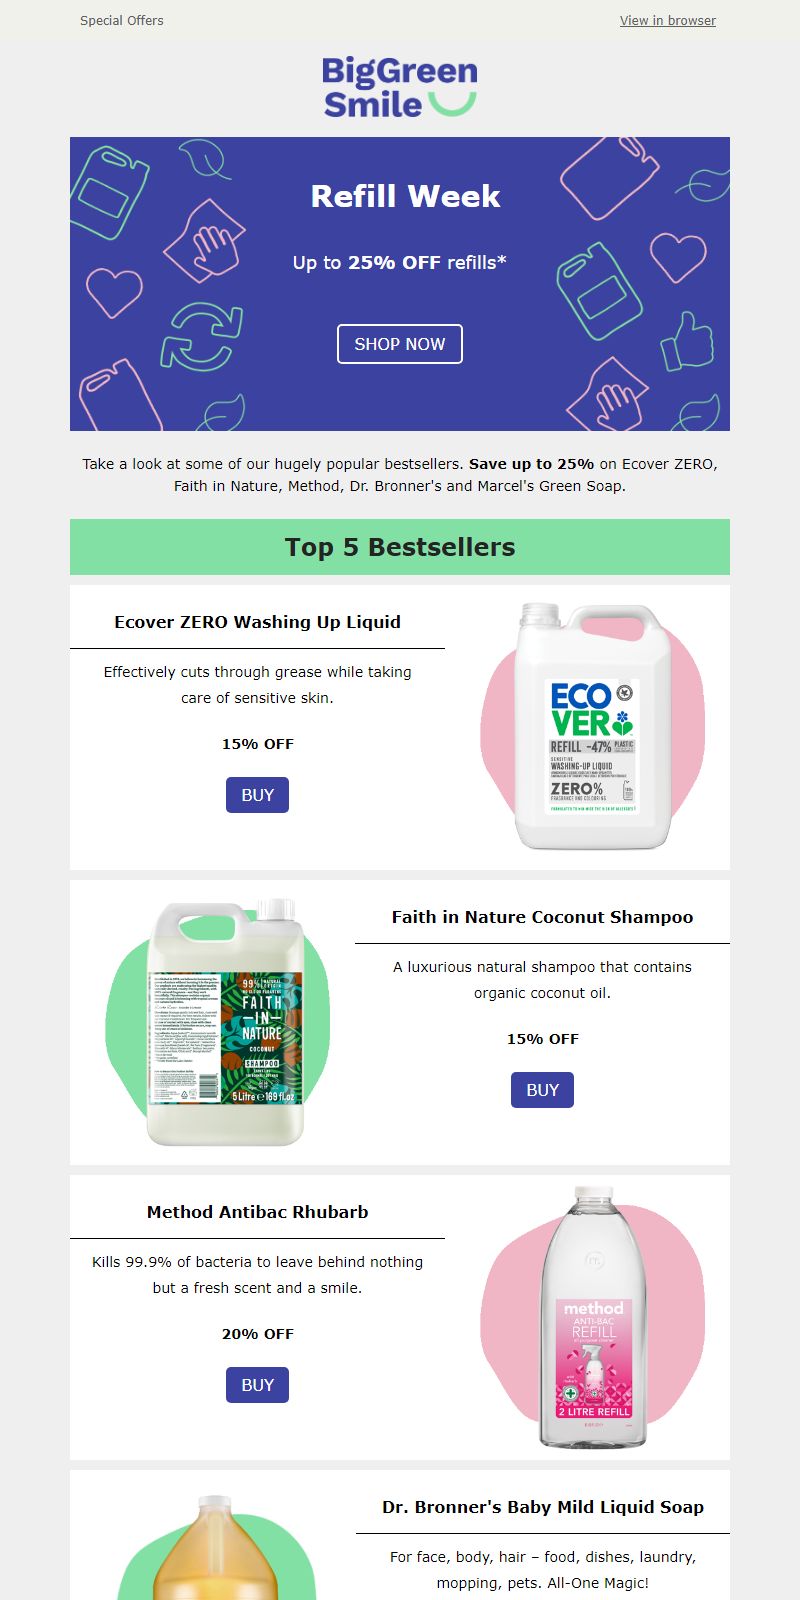 Special Offers
View in browser
BigGreen
Smile
Refill Week
Up to 25% OFF refills*
SHOP NOW
Take a look at some of our hugely popular bestsellers. Save up to 25% on Ecover ZERO,
Faith in Nature, Method, Dr. Bronner's and Marcel's Green Soap.
Top 5 Bestsellers
Ecover ZERO Washing Up Liquid
Effectively cuts through grease while taking
care of sensitive skin.
15% OFF
BUY
ECO
VER
REFILL -47% PLASTIC
SENSITIVE
WASHING-UP LIQUID
ZERO%
FRAGRANCE AND COLOURING
99% NATURAL
FAITH
IN
NATURE
COCONUT
SHAMPOO
5 Litre e 169 fl.oz
Faith in Nature Coconut Shampoo
A luxurious natural shampoo that contains
organic coconut oil.
15% OFF
BUY
Method Antibac Rhubarb
Kills 99.9% of bacteria to leave behind nothing
but a fresh scent and a smile.
20% OFF
BUY
method
ANTI-BAC
REFILL
all purpose cleaner
2 LITRE REFILL
Dr. Bronner's Baby Mild Liquid Soap
For face, body, hair – food, dishes, laundry,
mopping, pets. All-One Magic!